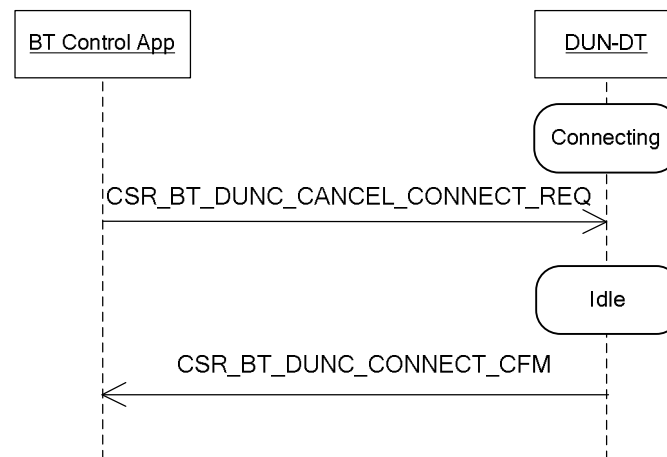 BT Control App
DUN-DT
Connecting
CSR_BT_DUNC_CANCEL_CONNECT_REQ
Idle
CSR_BT_DUNC_CONNECT_CFM